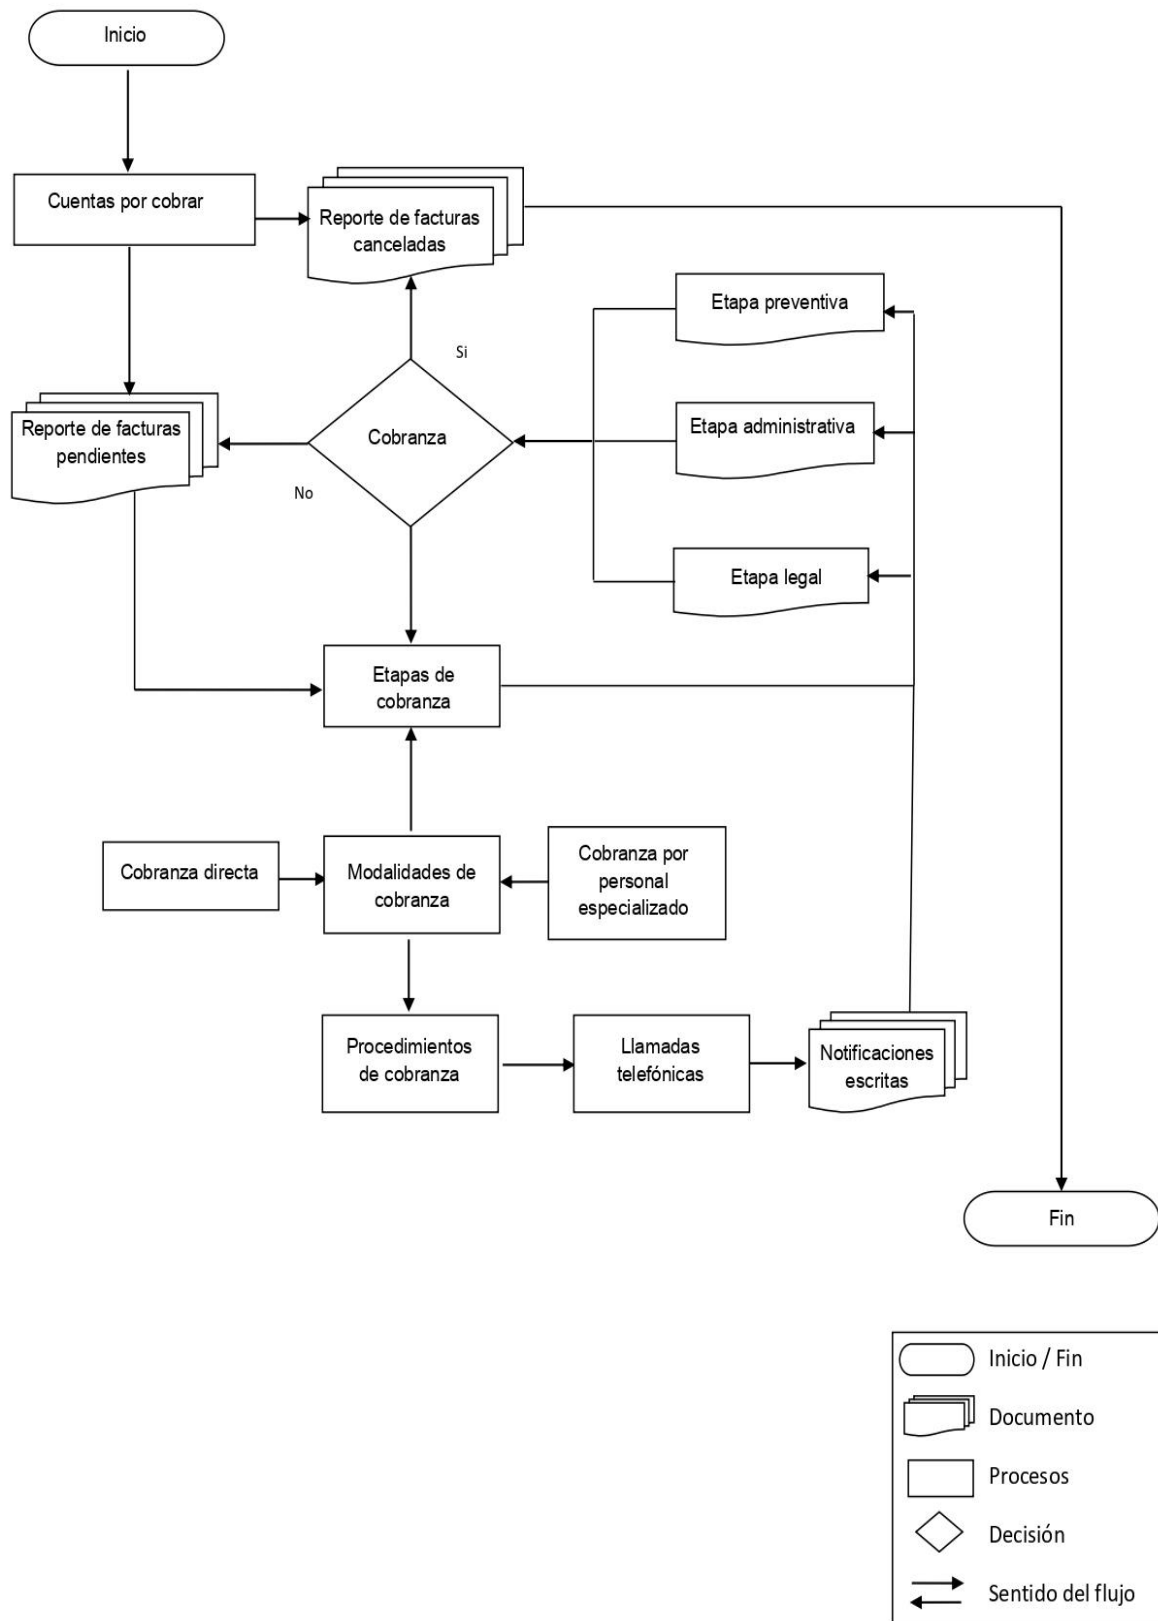 Inicio
Cuentas por cobrar
Reporte de facturas
canceladas
Etapa preventiva
Si
Reporte de facturas
pendientes
Cobranza
Etapa administrativa
No
Etapa legal
Etapas de
cobranza
Cobranza directa
Modalidades de
cobranza
Cobranza por
personal
especializado
Procedimientos
de cobranza
Llamadas
telefónicas
Notificaciones
escritas
Fin
Inicio / Fin
Documento
Procesos
Decisión
Sentido del flujo